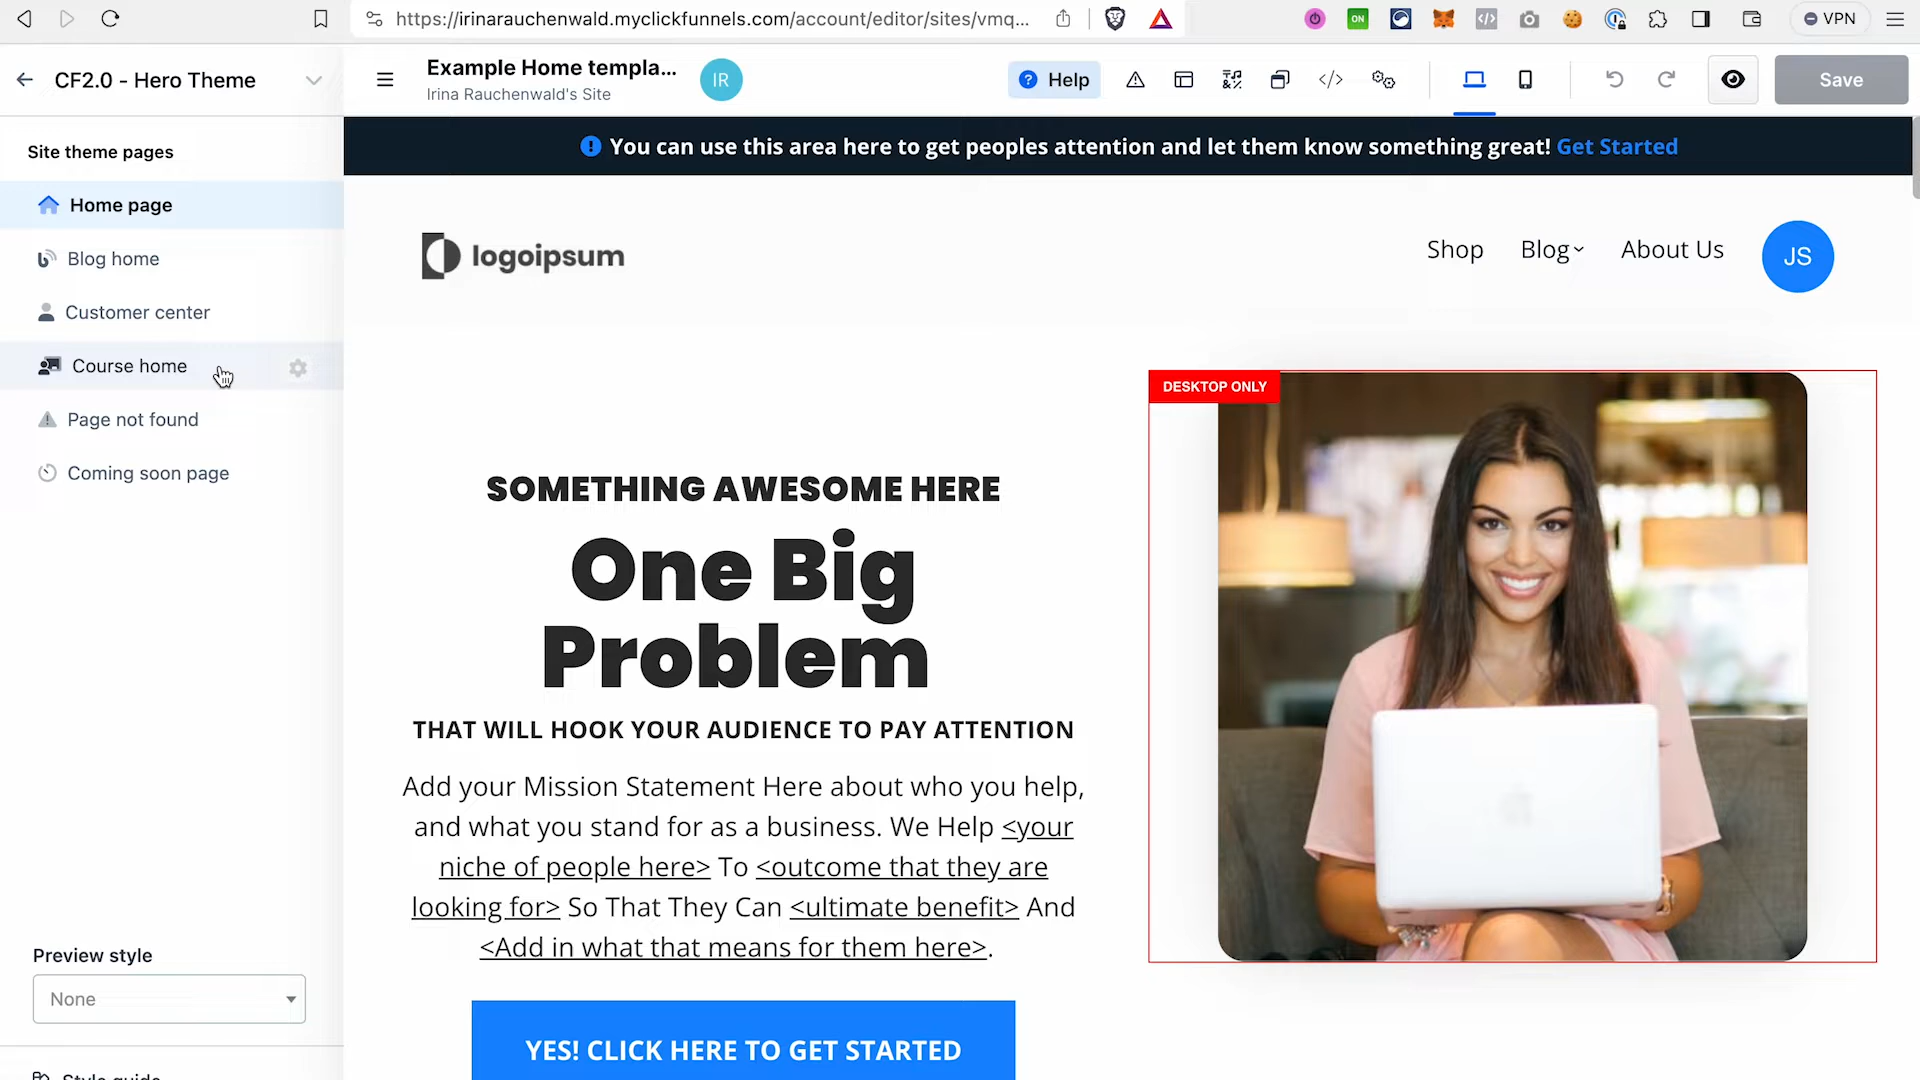 https://irinarauchenwald.myclickfunnels.com/account/editor/sites/vmq...
ON
VPN
CF2.0 - Hero Theme
Example Home templa...
Irina Rauchenwald's Site
IR
? Help
Save
Site theme pages
Home page
Blog home
Customer center
Course home
Page not found
Coming soon page
Preview style
None
Style guide
You can use this area here to get peoples attention and let them know something great! Get Started
logoipsum
Shop
Blog
About Us
JS
DESKTOP ONLY
SOMETHING AWESOME HERE
One Big
Problem
THAT WILL HOOK YOUR AUDIENCE TO PAY ATTENTION
Add your Mission Statement Here about who you help,
and what you stand for as a business. We Help <your
niche of people here> To <outcome that they are
looking for> So That They Can <ultimate benefit> And
<Add in what that means for them here>.
YES! CLICK HERE TO GET STARTED